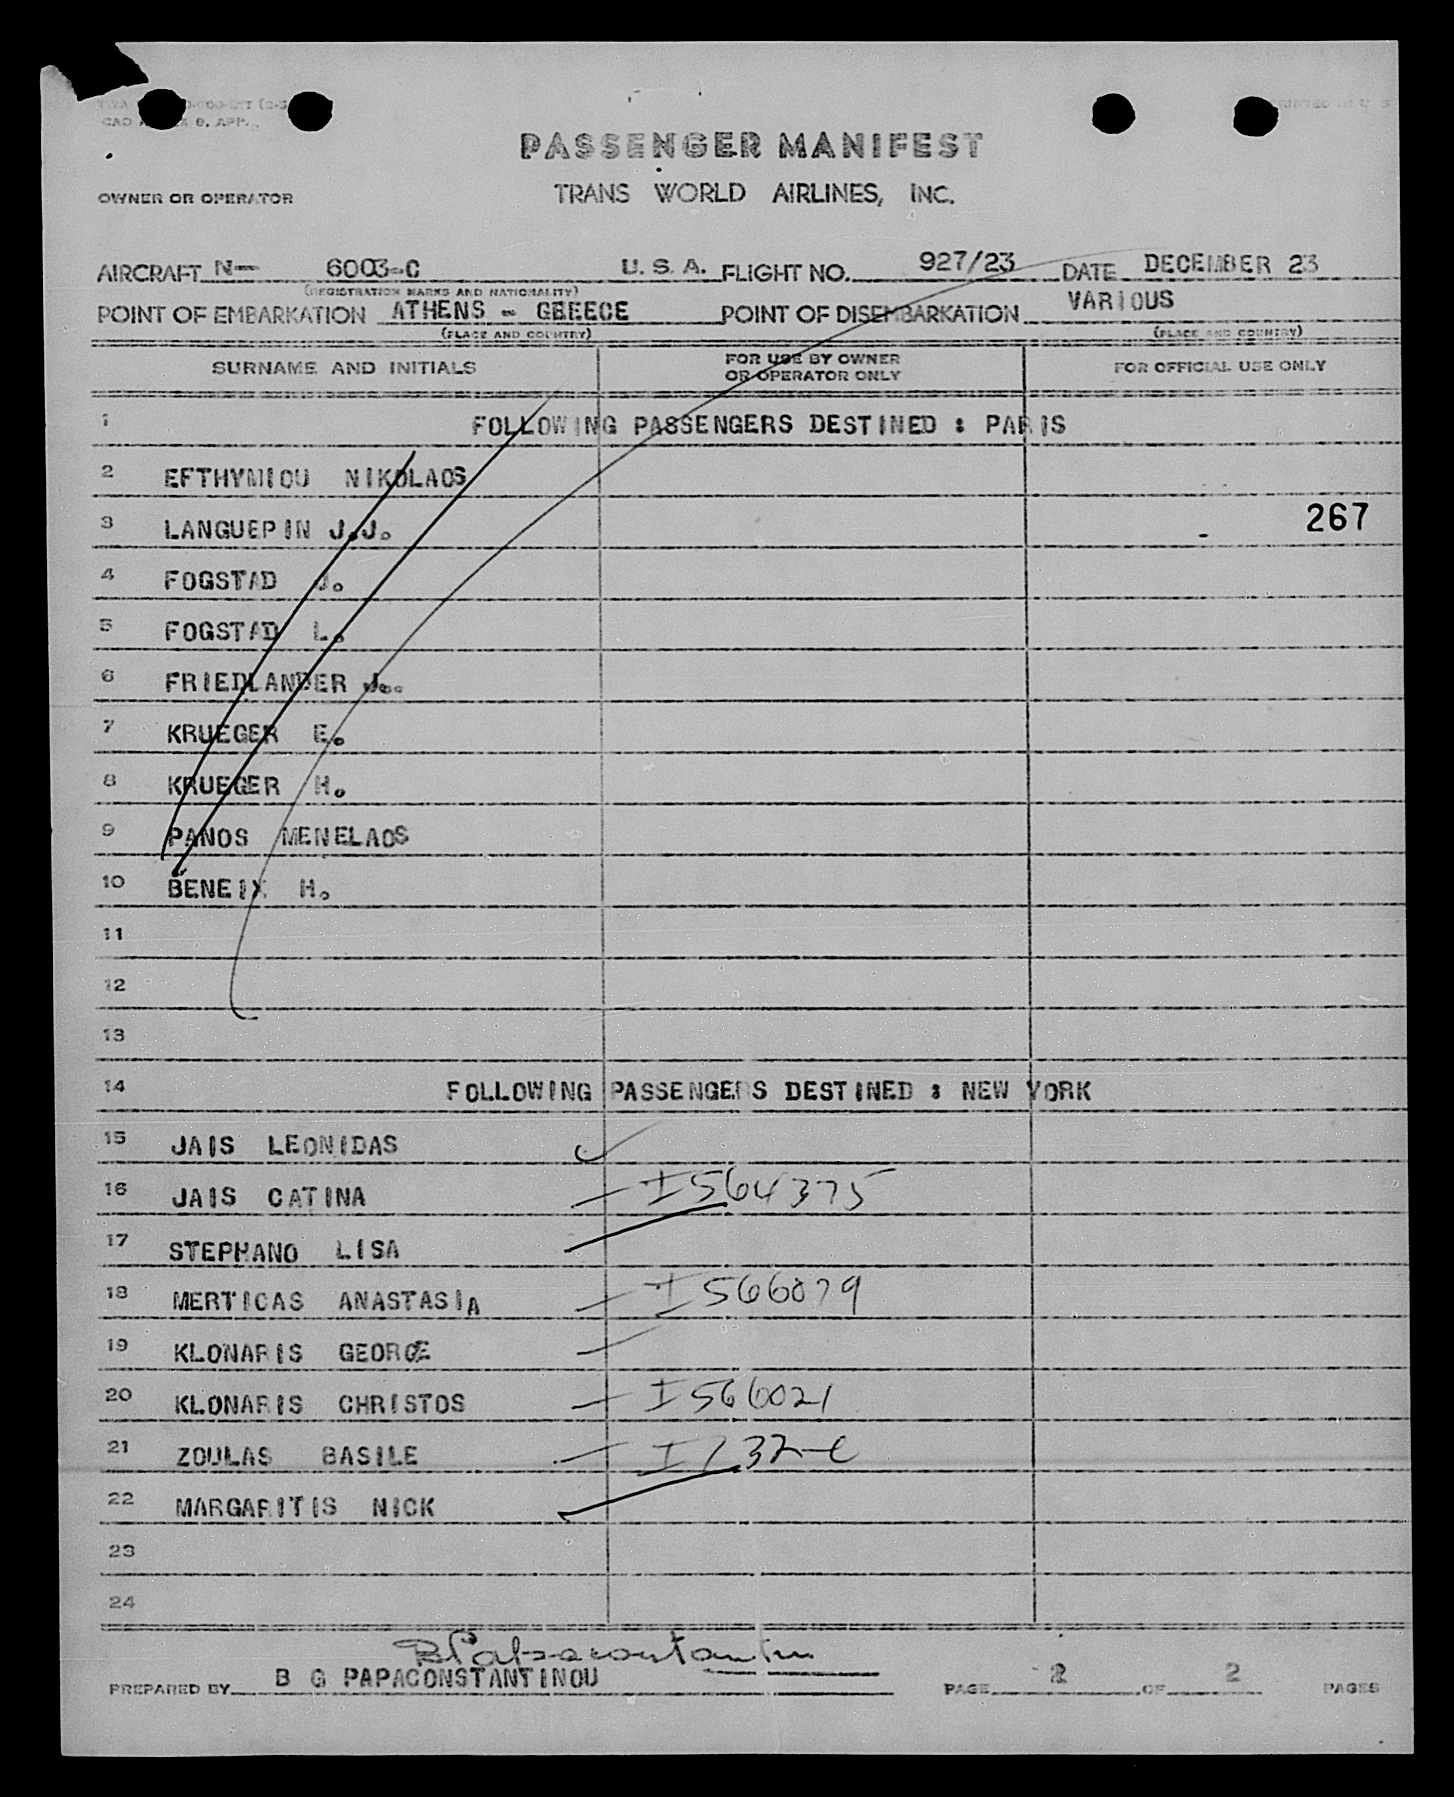 PASSENGER MANIFEST
OWNER OR OPERATOR TRANS WORLD AIRLINES, INC.
AIRCRAFT N- 6003-C U. S. A. FLIGHT NO. 927/23 DATE DECEMBER 23
(REGISTRATION MARKS AND NATIONALITY)
POINT OF EMBARKATION ATHENS - GREECE POINT OF DISEMBARKATION VARIOUS
(PLACE AND COUNTRY) (PLACE AND COUNTRY)
SURNAME AND INITIALS FOR USE BY OWNER OR OPERATOR ONLY FOR OFFICIAL USE ONLY
1 FOLLOWING PASSENGERS DESTINED : PARIS
2 EFTHYMIOU NIKOLAOS
3 LANGUEPIN J.J. 267
4 FOGSTAD J.
5 FOGSTAD L.
6 FRIEDLANDER J..
7 KRUEGER E.
8 KRUEGER H.
9 PANOS MENELAOS
10 BENEIX H.
11
12
13
14 FOLLOWING PASSENGERS DESTINED : NEW YORK
15 JAIS LEONIDAS
16 JAIS CATINA I564375
17 STEPHANO LISA
18 MERTICAS ANASTASIA I566079
19 KLONARIS GEORGE
20 KLONARIS CHRISTOS I566021
21 ZOULAS BASILE
22 MARGARITIS NICK
23
24
PREPARED BY B G PAPACONSTANTINOU PAGE 2 OF 2 PAGES